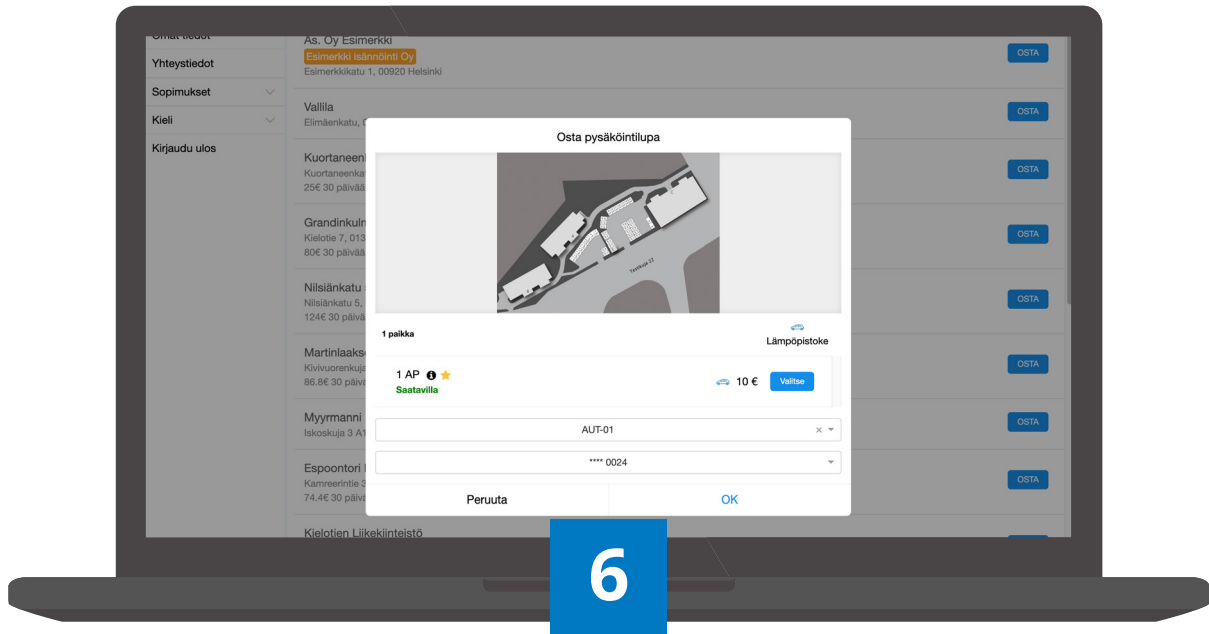 Omat tiedot
Yhteystiedot
Sopimukset
Kieli
Kirjaudu ulos
As. Oy Esimerkki
Esimerkki isännöinti Oy
Esimerkkikatu 1, 00920 Helsinki
OSTA
Vallila
Elimäenkatu,
OSTA
Kuortaneen
Kuortaneenka
25€ 30 päivää
OSTA
Grandinkulm
Kielotie 7, 013
80€ 30 päivää
OSTA
Nilsiänkatu
Nilsiänkatu 5,
124€ 30 päivä
OSTA
Martinlaakso
Kivivuorenkuja
86.8€ 30 päivä
OSTA
Myyrmanni
Iskoskuja 3 A1
OSTA
Espoontori
Kamreerintie 3
74.4€ 30 päivä
OSTA
Kielotien Liikekiinteistö
Osta pysäköintilupa
Testikuja 22
1 paikka
Lämpöpistoke
1 AP
Saatavilla
10 €
Valitse
AUT-01
**** 0024
Peruuta
OK
6